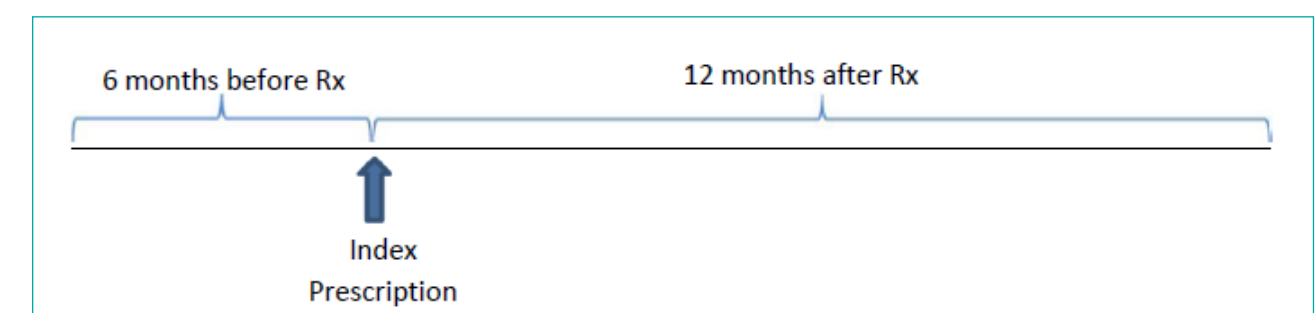 6 months before Rx
12 months after Rx
Index
Prescription